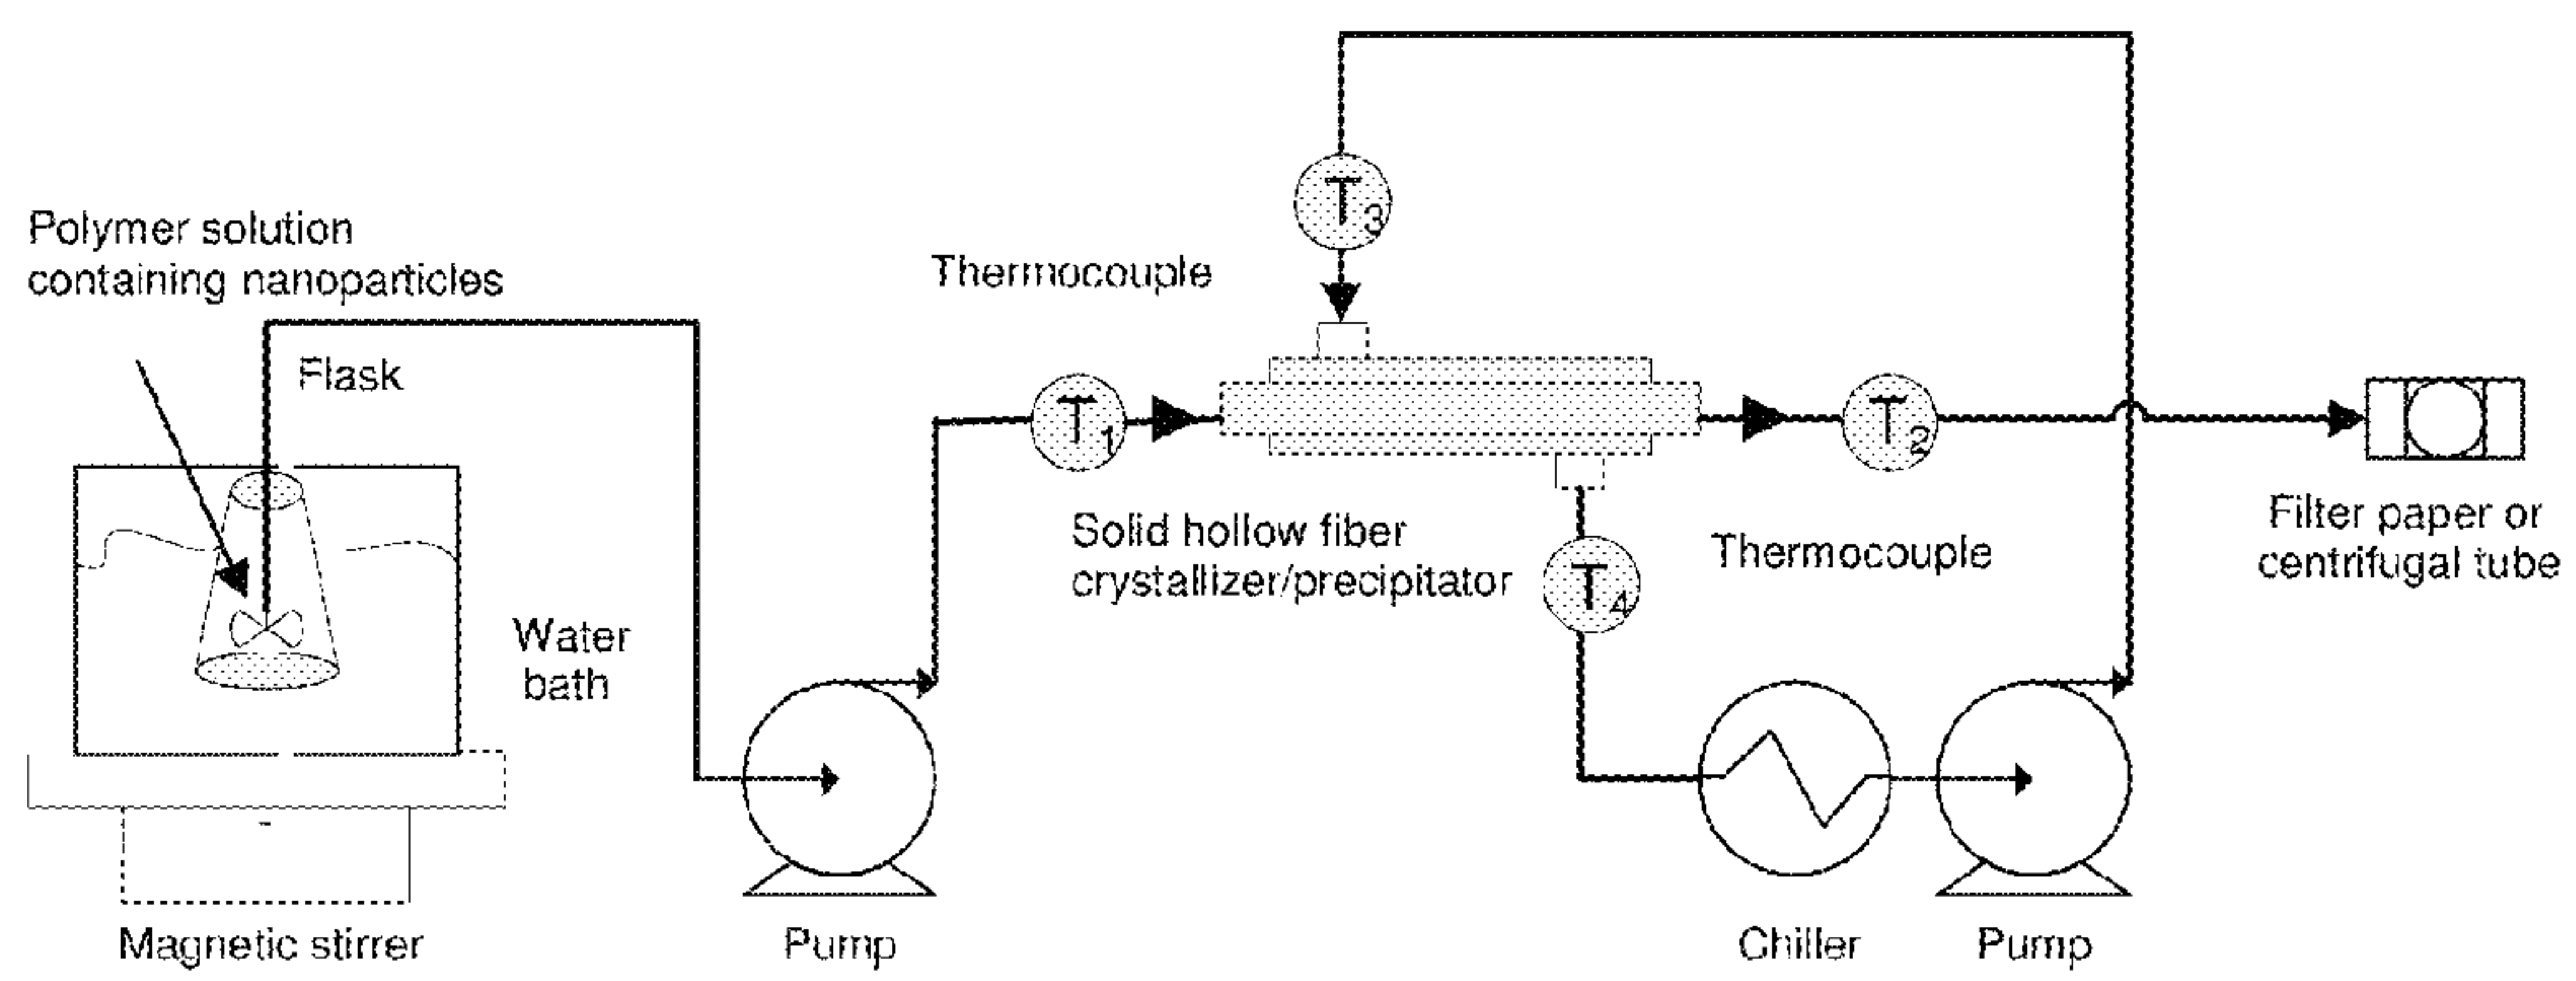 Polymer solution
containing nanoparticles
Flask
Thermocouple
T3
T1
T2
T4
Solid hollow fiber
crystallizer/precipitator
Thermocouple
Filter paper or
centrifugal tube
Water
bath
Magnetic stirrer
Pump
Chiller
Pump